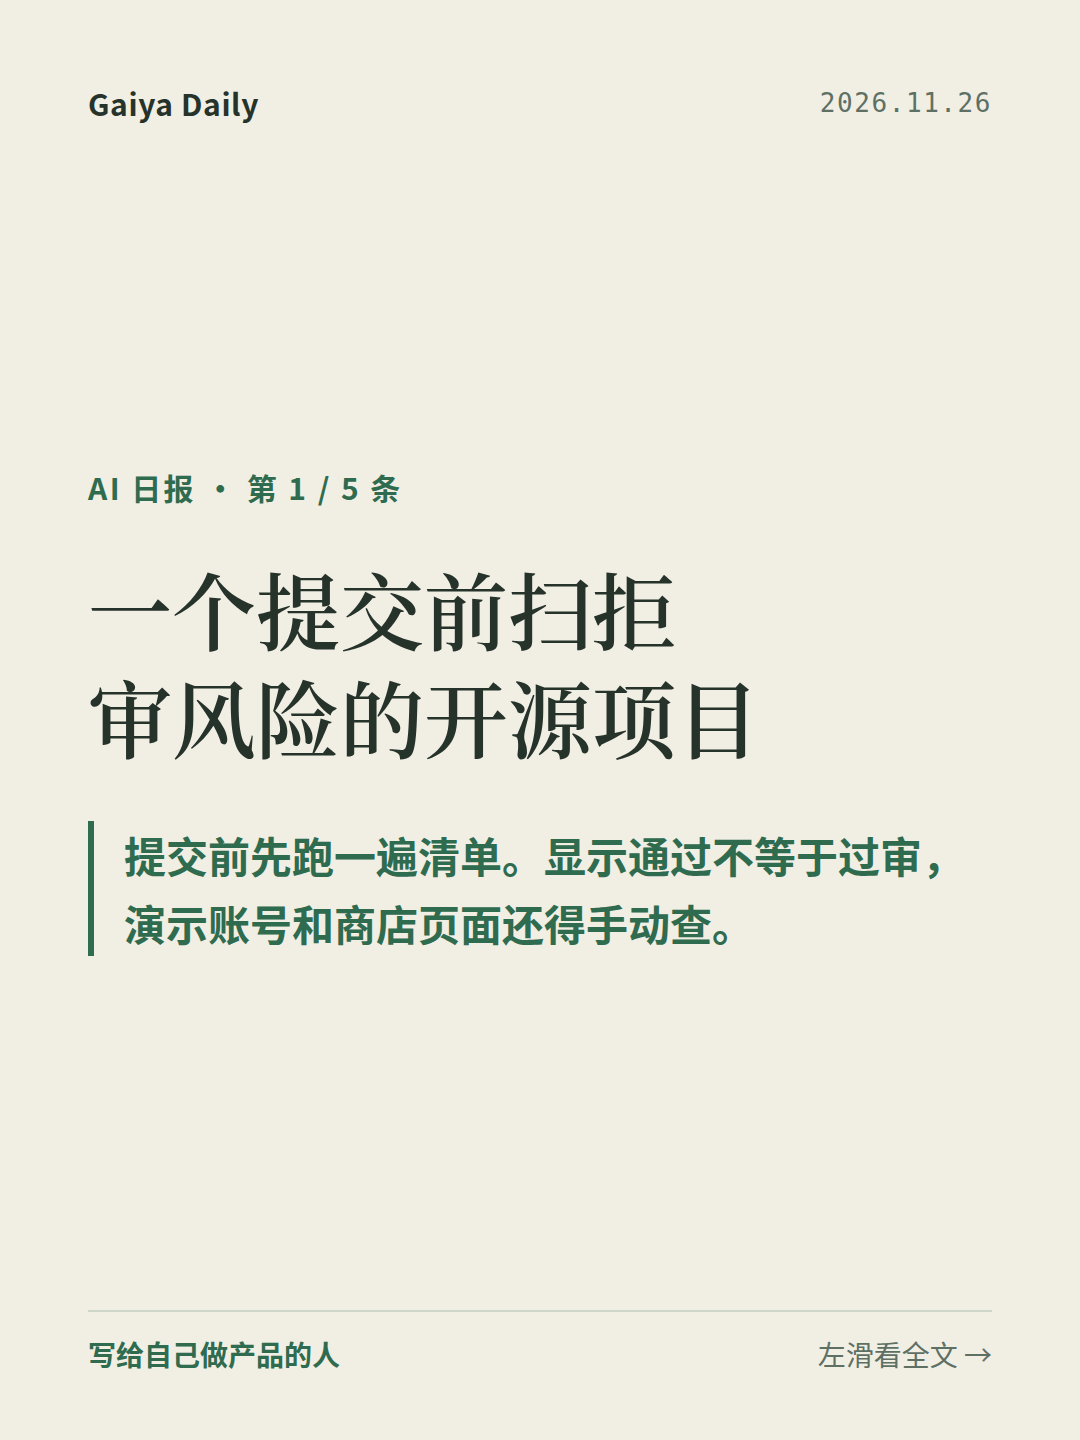 Gaiya Daily
2026.11.26
AI 日报 · 第 1 / 5 条
一个提交前扫拒
审风险的开源项目
提交前先跑一遍清单。显示通过不等于过审，
演示账号和商店页面还得手动查。
写给自己做产品的人
左滑看全文 →